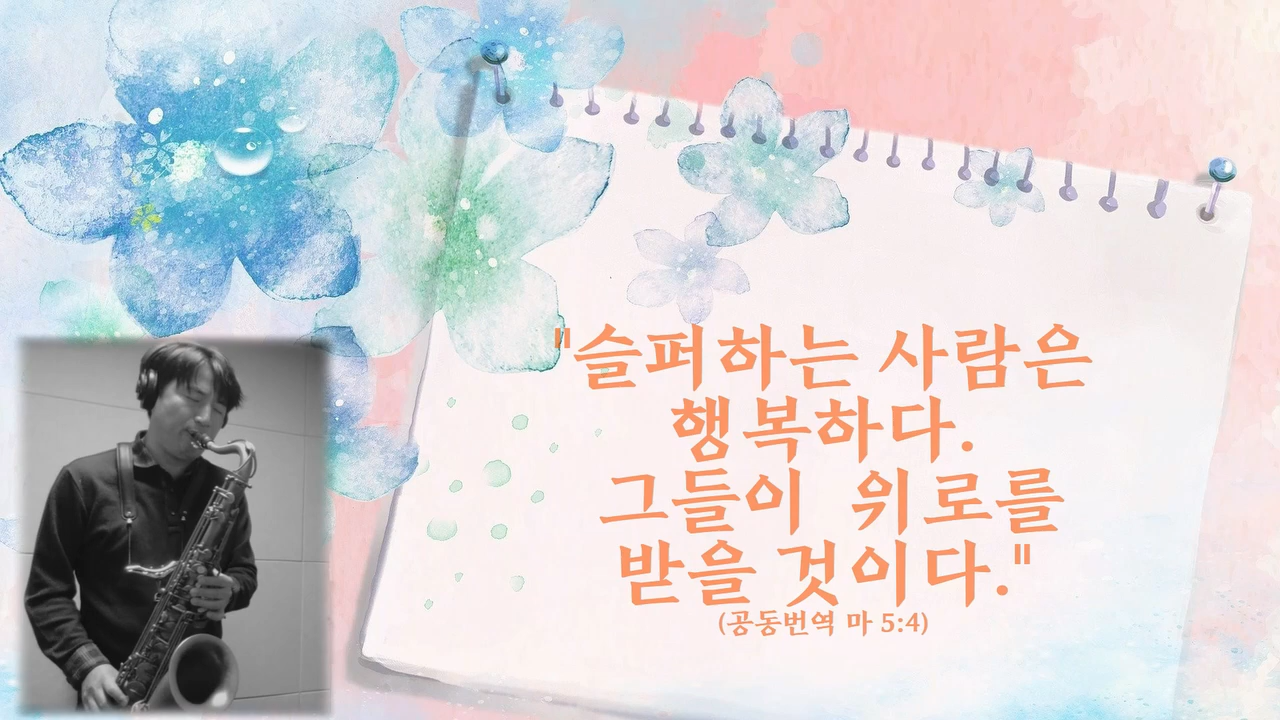 "슬퍼하는 사람은
행복하다.
그들이 위로를
받을 것이다."
(공동번역 마 5:4)